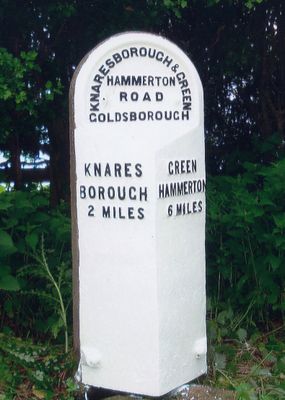 KNARESBOROUGH & GREEN
HAMMERTON
ROAD
GOLDSBOROUGH
KNARES
BOROUGH
2 MILES
GREEN
HAMMERTON
6 MILES